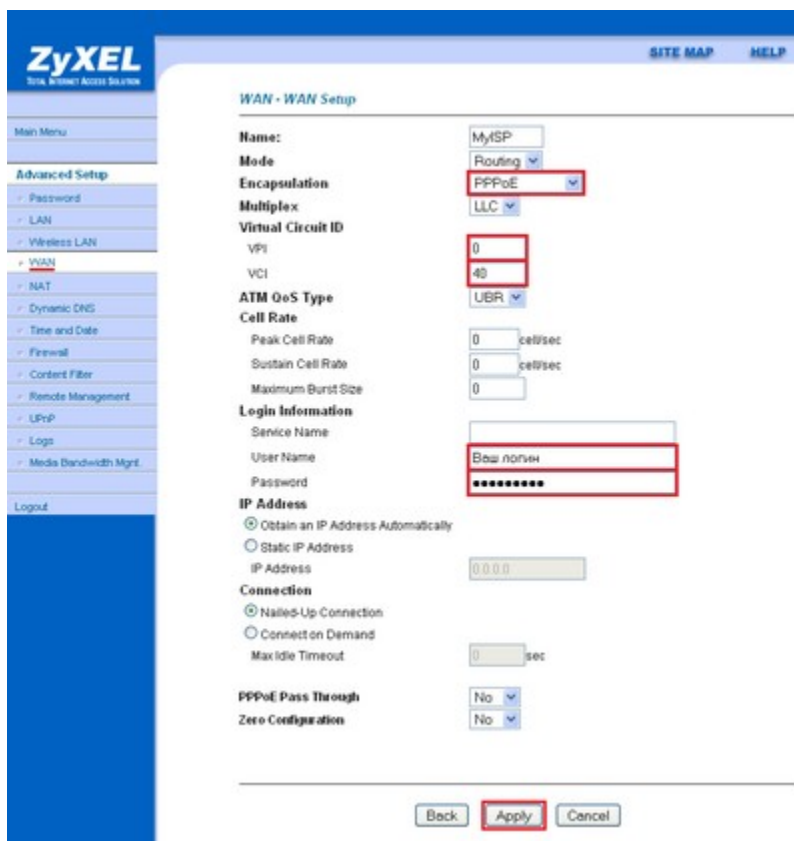 SITE MAP HELP
ZyXEL
TOTAL INTERNET ACCESS SOLUTION
WAN - WAN Setup
Main Menu
Advanced Setup
Password
LAN
Wireless LAN
WAN
NAT
Dynamic DNS
Time and Date
Firewall
Content Filter
Remote Management
UPnP
Logs
Media Bandwidth Mgnt.
Logout
Name: MyISP
Mode Routing
Encapsulation PPPoE
Multiplex LLC
Virtual Circuit ID
VPI 0
VCI 40
ATM QoS Type UBR
Cell Rate
Peak Cell Rate 0 cell/sec
Sustain Cell Rate 0 cell/sec
Maximum Burst Size 0
Login Information
Service Name
User Name Ваш логин
Password ●●●●●●●●●
IP Address
Obtain an IP Address Automatically
Static IP Address
IP Address 0.0.0.0
Connection
Nailed-Up Connection
Connect on Demand
Max Idle Timeout 0 sec
PPPoE Pass Through No
Zero Configuration No
Back Apply Cancel